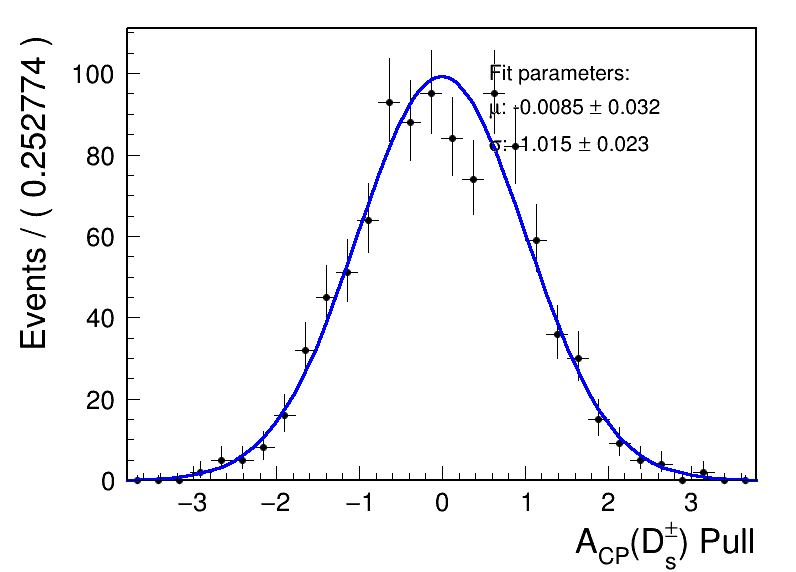 Events / ( 0.252774 )
100
80
60
40
20
0
Fit parameters:
μ: -0.0085 ± 0.032
σ: 1.015 ± 0.023
−3 −2 −1 0 1 2 3
A_CP(D_s^±) Pull